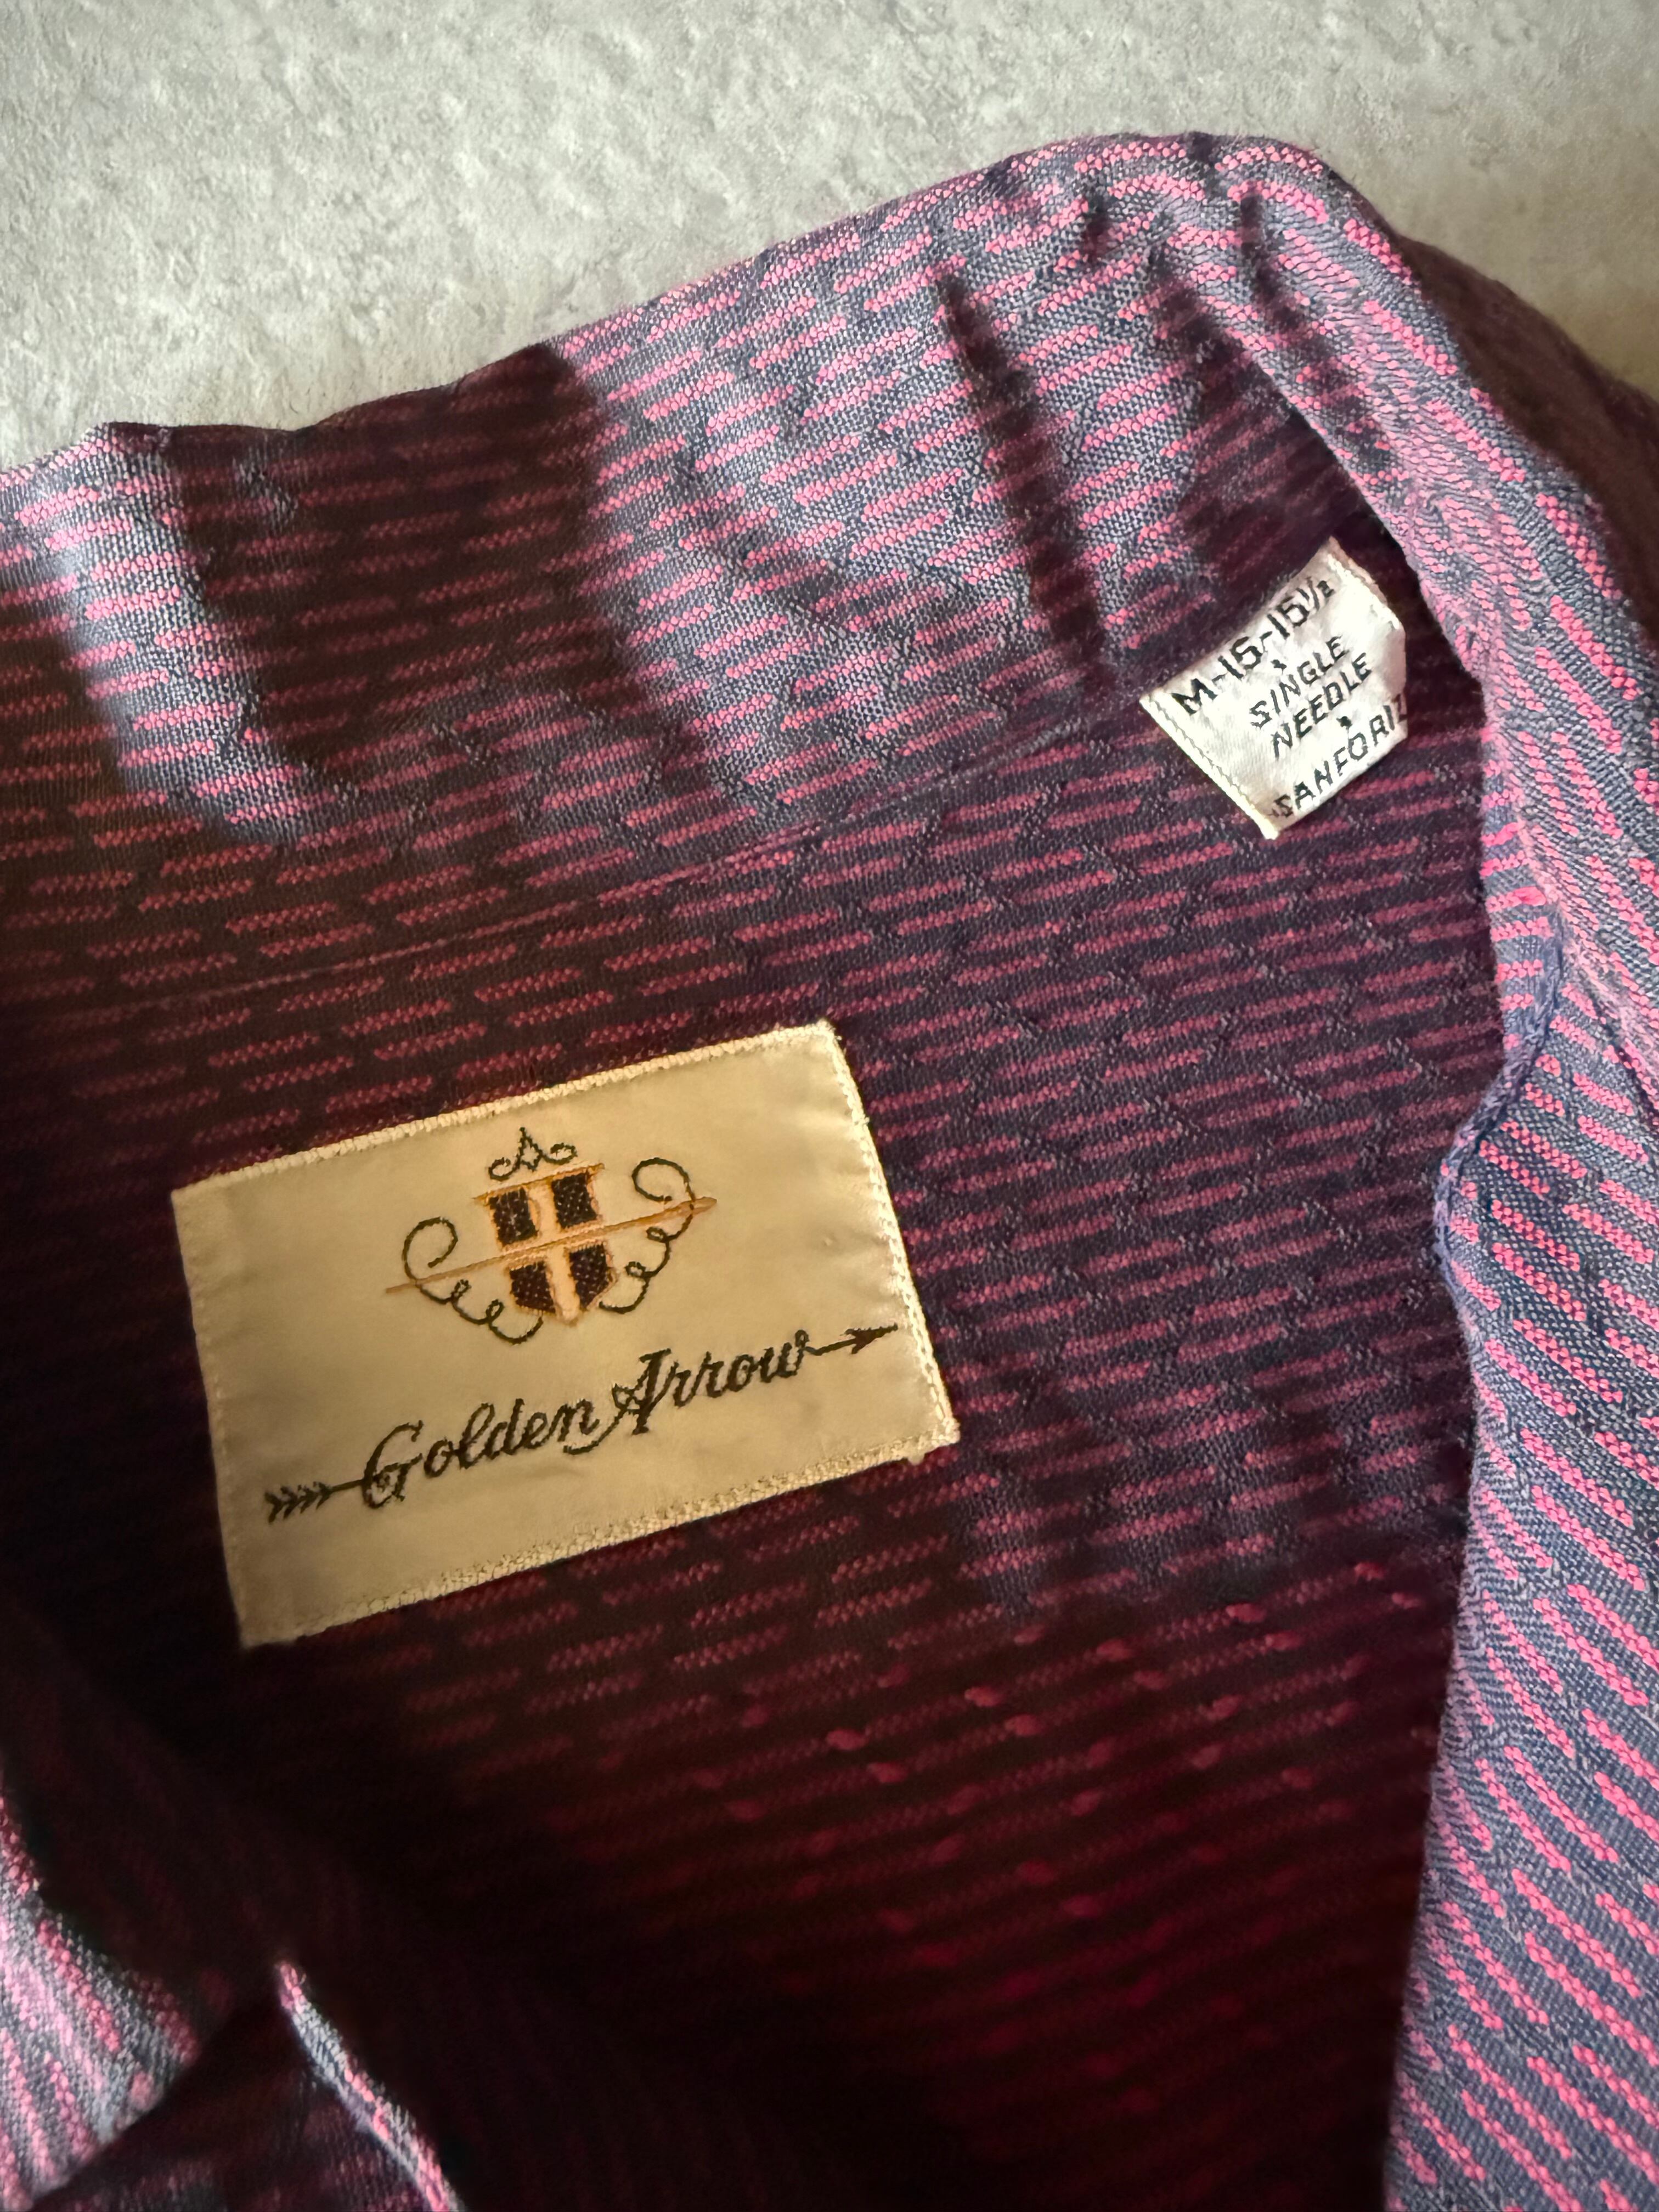 M-15-15½
SINGLE
NEEDLE
SANFORIZ
Golden Arrow